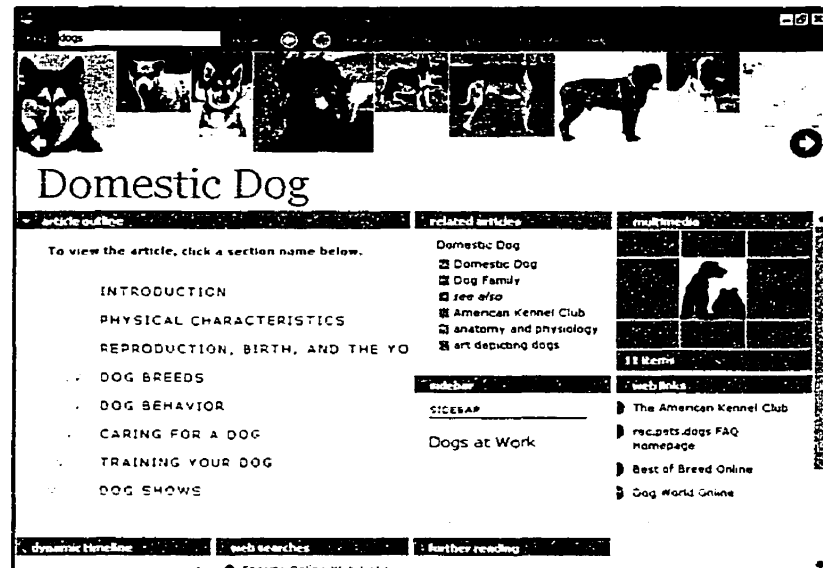 dogs
Domestic Dog
article outline
To view the article, click a section name below.
INTRODUCTION
PHYSICAL CHARACTERISTICS
REPRODUCTION, BIRTH, AND THE YO
DOG BREEDS
DOG BEHAVIOR
CARING FOR A DOG
TRAINING YOUR DOG
DOG SHOWS
related articles
Domestic Dog
Domestic Dog
Dog Family
see also
American Kennel Club
anatomy and physiology
art depicting dogs
multimedia
11 items
sidebar
SIDEBAR
Dogs at Work
web links
The American Kennel Club
rec.pets.dogs FAQ
Homepage
Best of Breed Online
Dog World Online
dynamic timeline
web searches
further reading